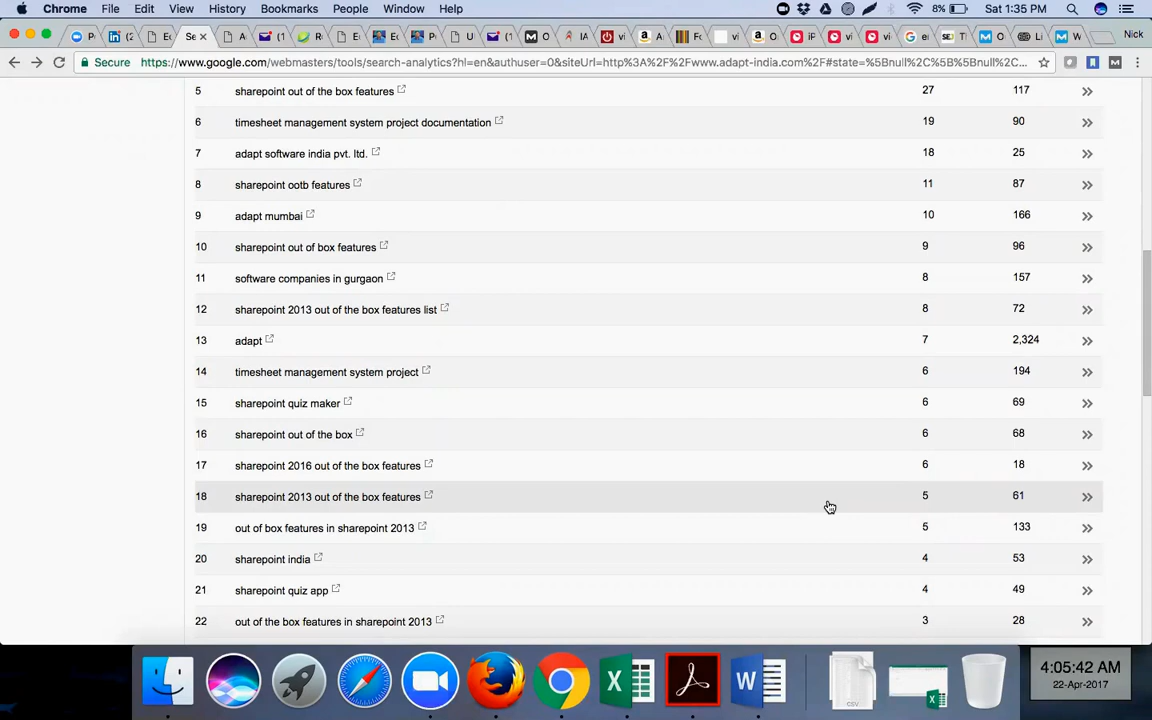 Chrome File Edit View History Bookmarks People Window Help 8% Sat 1:35 PM
Nick
Secure https://www.google.com/webmasters/tools/search-analytics?hl=en&authuser=0&siteUrl=http%3A%2F%2Fwww.adapt-india.com%2F#state=%5Bnull%2C%5B%5Bnull%2C...
5 sharepoint out of the box features 27 117
6 timesheet management system project documentation 19 90
7 adapt software india pvt. ltd. 18 25
8 sharepoint ootb features 11 87
9 adapt mumbai 10 166
10 sharepoint out of box features 9 96
11 software companies in gurgaon 8 157
12 sharepoint 2013 out of the box features list 8 72
13 adapt 7 2,324
14 timesheet management system project 6 194
15 sharepoint quiz maker 6 69
16 sharepoint out of the box 6 68
17 sharepoint 2016 out of the box features 6 18
18 sharepoint 2013 out of the box features 5 61
19 out of box features in sharepoint 2013 5 133
20 sharepoint india 4 53
21 sharepoint quiz app 4 49
22 out of the box features in sharepoint 2013 3 28
4:05:42 AM
22-Apr-2017